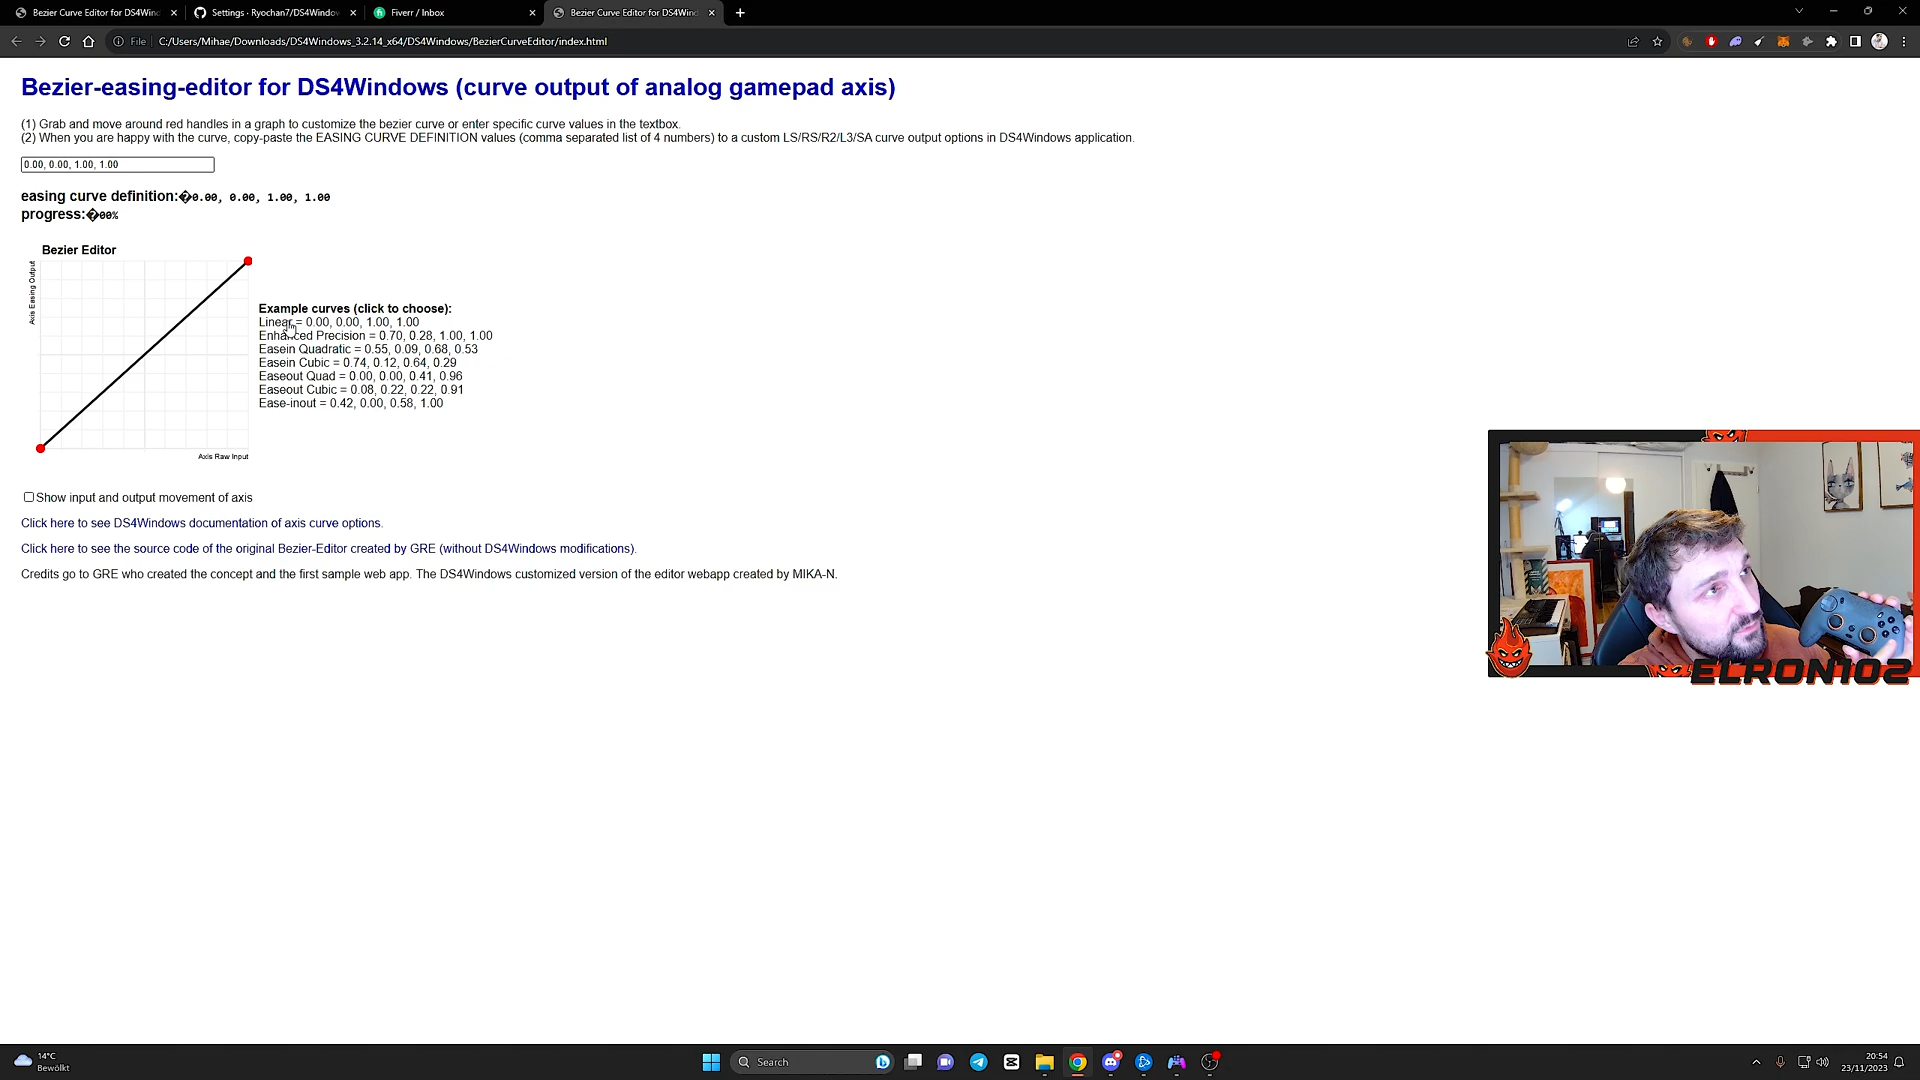 Bezier Curve Editor for DS4Wind
Settings · Ryochan7/DS4Window
Fiverr / Inbox
Bezier Curve Editor for DS4Wind
File
C:/Users/Mihae/Downloads/DS4Windows_3.2.14_x64/DS4Windows/BezierCurveEditor/index.html
Bezier-easing-editor for DS4Windows (curve output of analog gamepad axis)
(1) Grab and move around red handles in a graph to customize the bezier curve or enter specific curve values in the textbox.
(2) When you are happy with the curve, copy-paste the EASING CURVE DEFINITION values (comma separated list of 4 numbers) to a custom LS/RS/R2/L3/SA curve output options in DS4Windows application.
0.00, 0.00, 1.00, 1.00
easing curve definition:�0.00, 0.00, 1.00, 1.00
progress:�00%
Bezier Editor
Axis Easing Output
Axis Raw Input
Example curves (click to choose):
Linear = 0.00, 0.00, 1.00, 1.00
Enhanced Precision = 0.70, 0.28, 1.00, 1.00
Easein Quadratic = 0.55, 0.09, 0.68, 0.53
Easein Cubic = 0.74, 0.12, 0.64, 0.29
Easeout Quad = 0.00, 0.00, 0.41, 0.96
Easeout Cubic = 0.08, 0.22, 0.22, 0.91
Ease-inout = 0.42, 0.00, 0.58, 1.00
Show input and output movement of axis
Click here to see DS4Windows documentation of axis curve options.
Click here to see the source code of the original Bezier-Editor created by GRE (without DS4Windows modifications).
Credits go to GRE who created the concept and the first sample web app. The DS4Windows customized version of the editor webapp created by MIKA-N.
ELRON102
14°C
Bewölkt
Search
20:54
23/11/2023